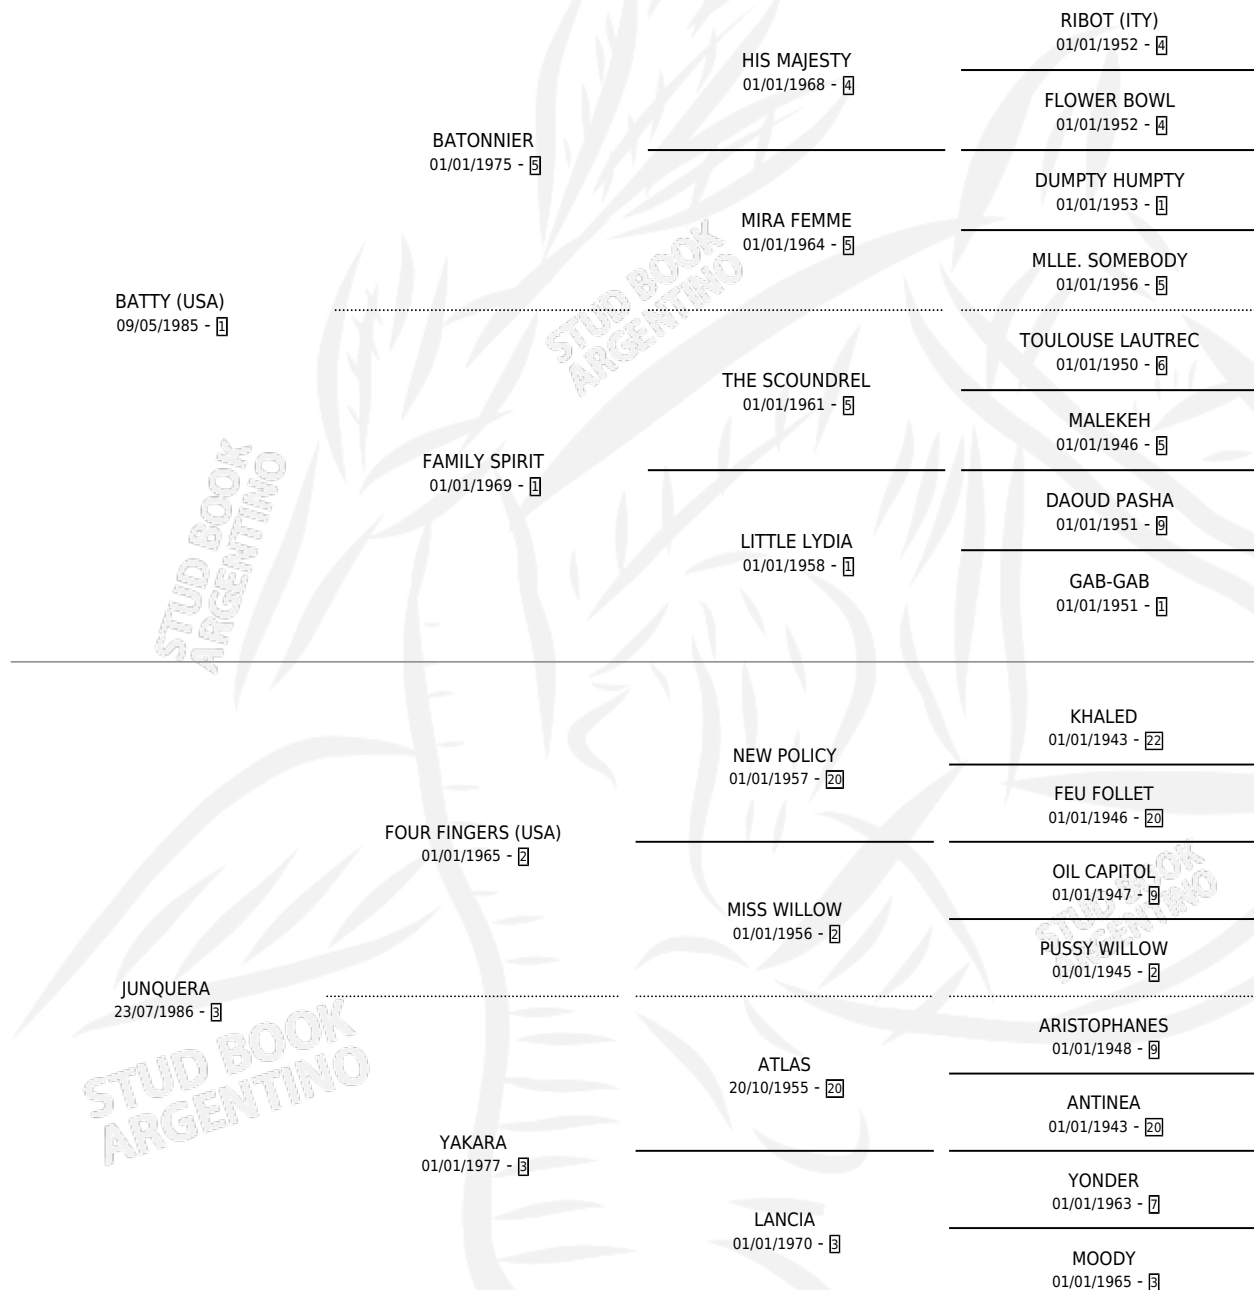 RIBOT (ITY)
01/01/1952 - 4
HIS MAJESTY
01/01/1968 - 4
FLOWER BOWL
01/01/1952 - 4
BATONNIER
01/01/1975 - 5
DUMPTY HUMPTY
01/01/1953 - 1
MIRA FEMME
01/01/1964 - 5
MLLE. SOMEBODY
01/01/1956 - 5
BATTY (USA)
09/05/1985 - 1
TOULOUSE LAUTREC
01/01/1950 - 6
THE SCOUNDREL
01/01/1961 - 5
MALEKEH
01/01/1946 - 5
FAMILY SPIRIT
01/01/1969 - 1
DAOUD PASHA
01/01/1951 - 9
LITTLE LYDIA
01/01/1958 - 1
GAB-GAB
01/01/1951 - 1
KHALED
01/01/1943 - 22
NEW POLICY
01/01/1957 - 20
FEU FOLLET
01/01/1946 - 20
FOUR FINGERS (USA)
01/01/1965 - 2
OIL CAPITOL
01/01/1947 - 9
MISS WILLOW
01/01/1956 - 2
PUSSY WILLOW
01/01/1945 - 2
JUNQUERA
23/07/1986 - 3
ARISTOPHANES
01/01/1948 - 9
ATLAS
20/10/1955 - 20
ANTINEA
01/01/1943 - 20
YAKARA
01/01/1977 - 3
YONDER
01/01/1963 - 7
LANCIA
01/01/1970 - 3
MOODY
01/01/1965 - 3
STUD BOOK
ARGENTINO
STUD BOOK
ARGENTINO
STUD BOOK
ARGENTINO
STUD BOOK
ARGENTINO